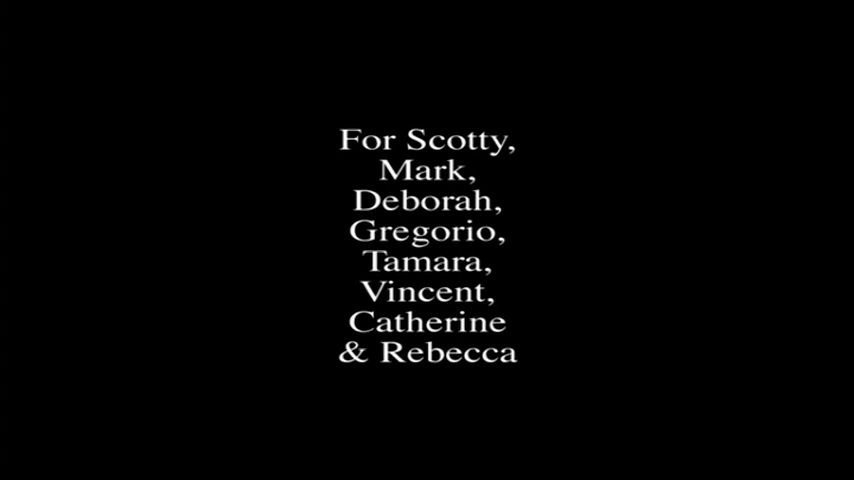 For Scotty,
Mark,
Deborah,
Gregorio,
Tamara,
Vincent,
Catherine
& Rebecca